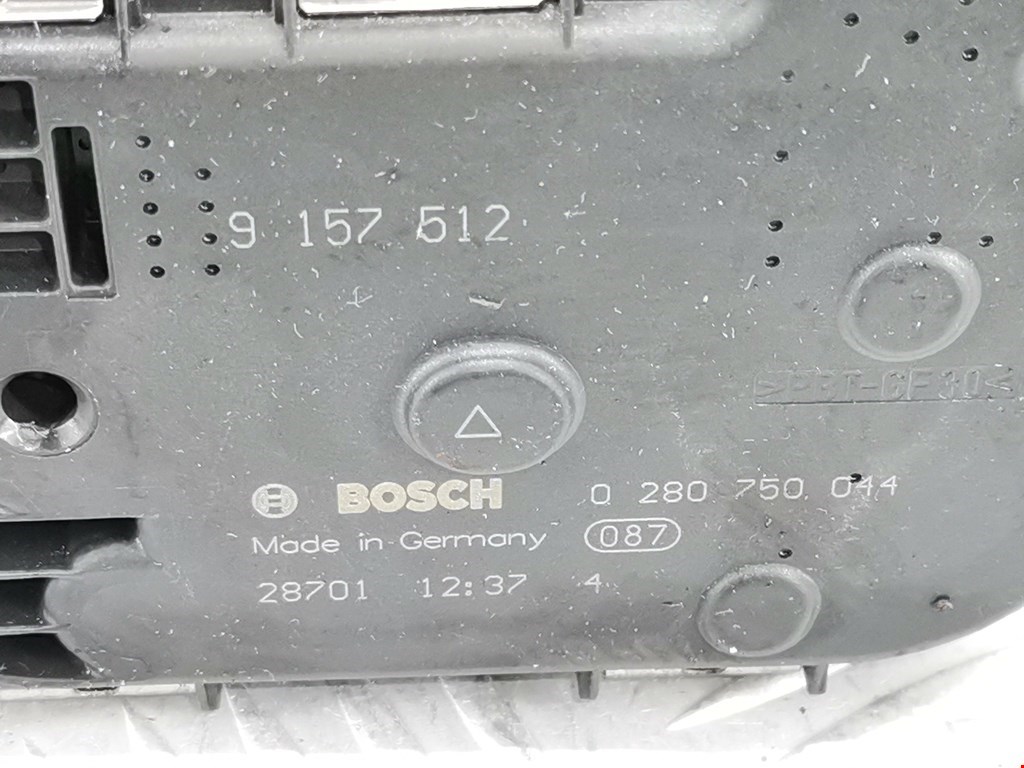 9 157 512
>PBT-GF30<
BOSCH 0 280 750 044
Made in Germany 087
28701 12:37 4